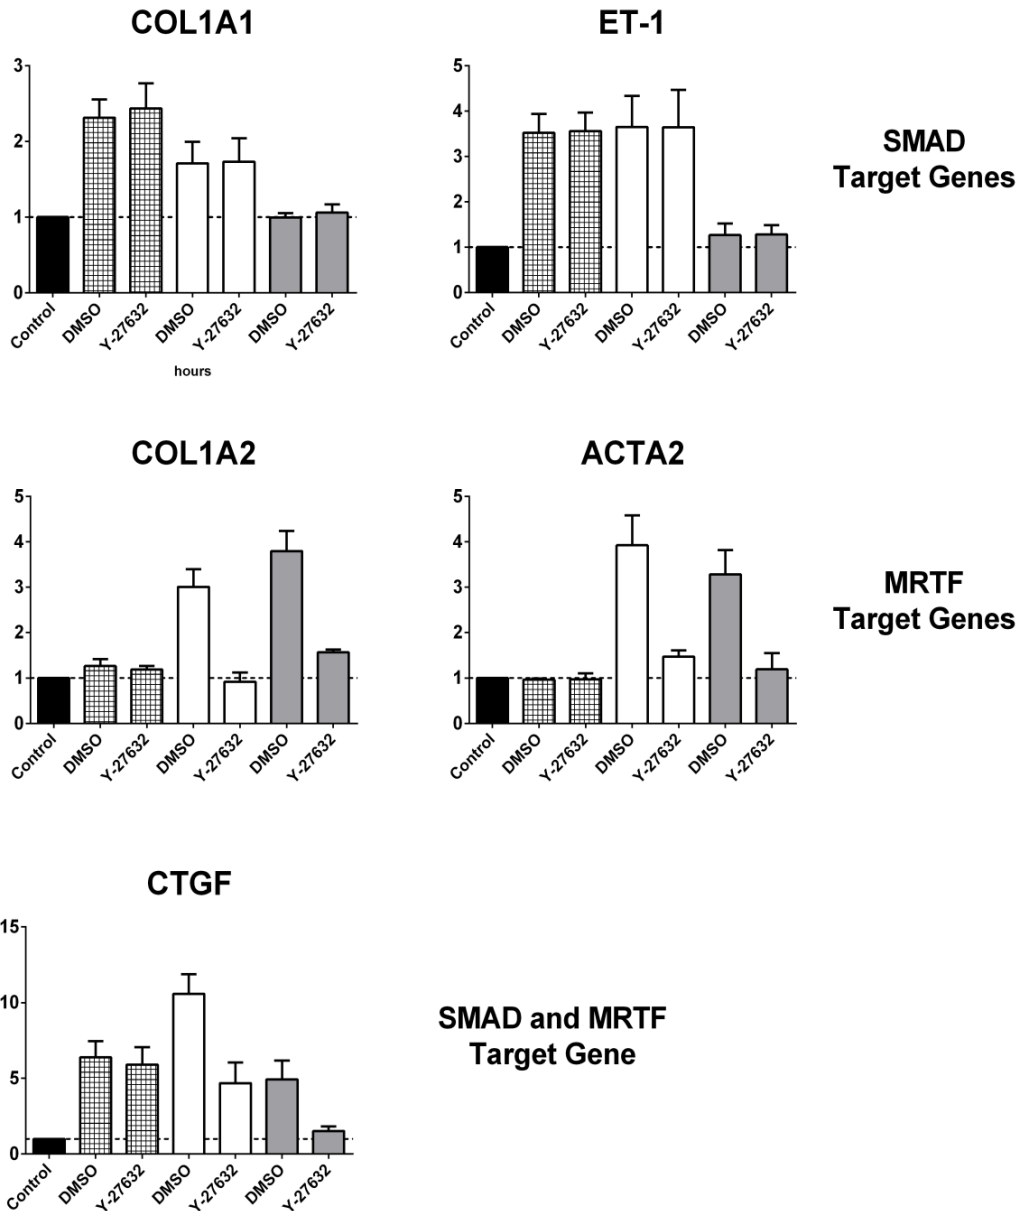 COL1A1
3
2
1
0
Control
DMSO
Y-27632
DMSO
Y-27632
DMSO
Y-27632
hours
ET-1
5
4
3
2
1
0
Control
DMSO
Y-27632
DMSO
Y-27632
DMSO
Y-27632
SMAD
Target Genes
COL1A2
5
4
3
2
1
0
Control
DMSO
Y-27632
DMSO
Y-27632
DMSO
Y-27632
ACTA2
5
4
3
2
1
0
Control
DMSO
Y-27632
DMSO
Y-27632
DMSO
Y-27632
MRTF
Target Genes
CTGF
15
10
5
0
Control
DMSO
Y-27632
DMSO
Y-27632
DMSO
Y-27632
SMAD and MRTF
Target Gene